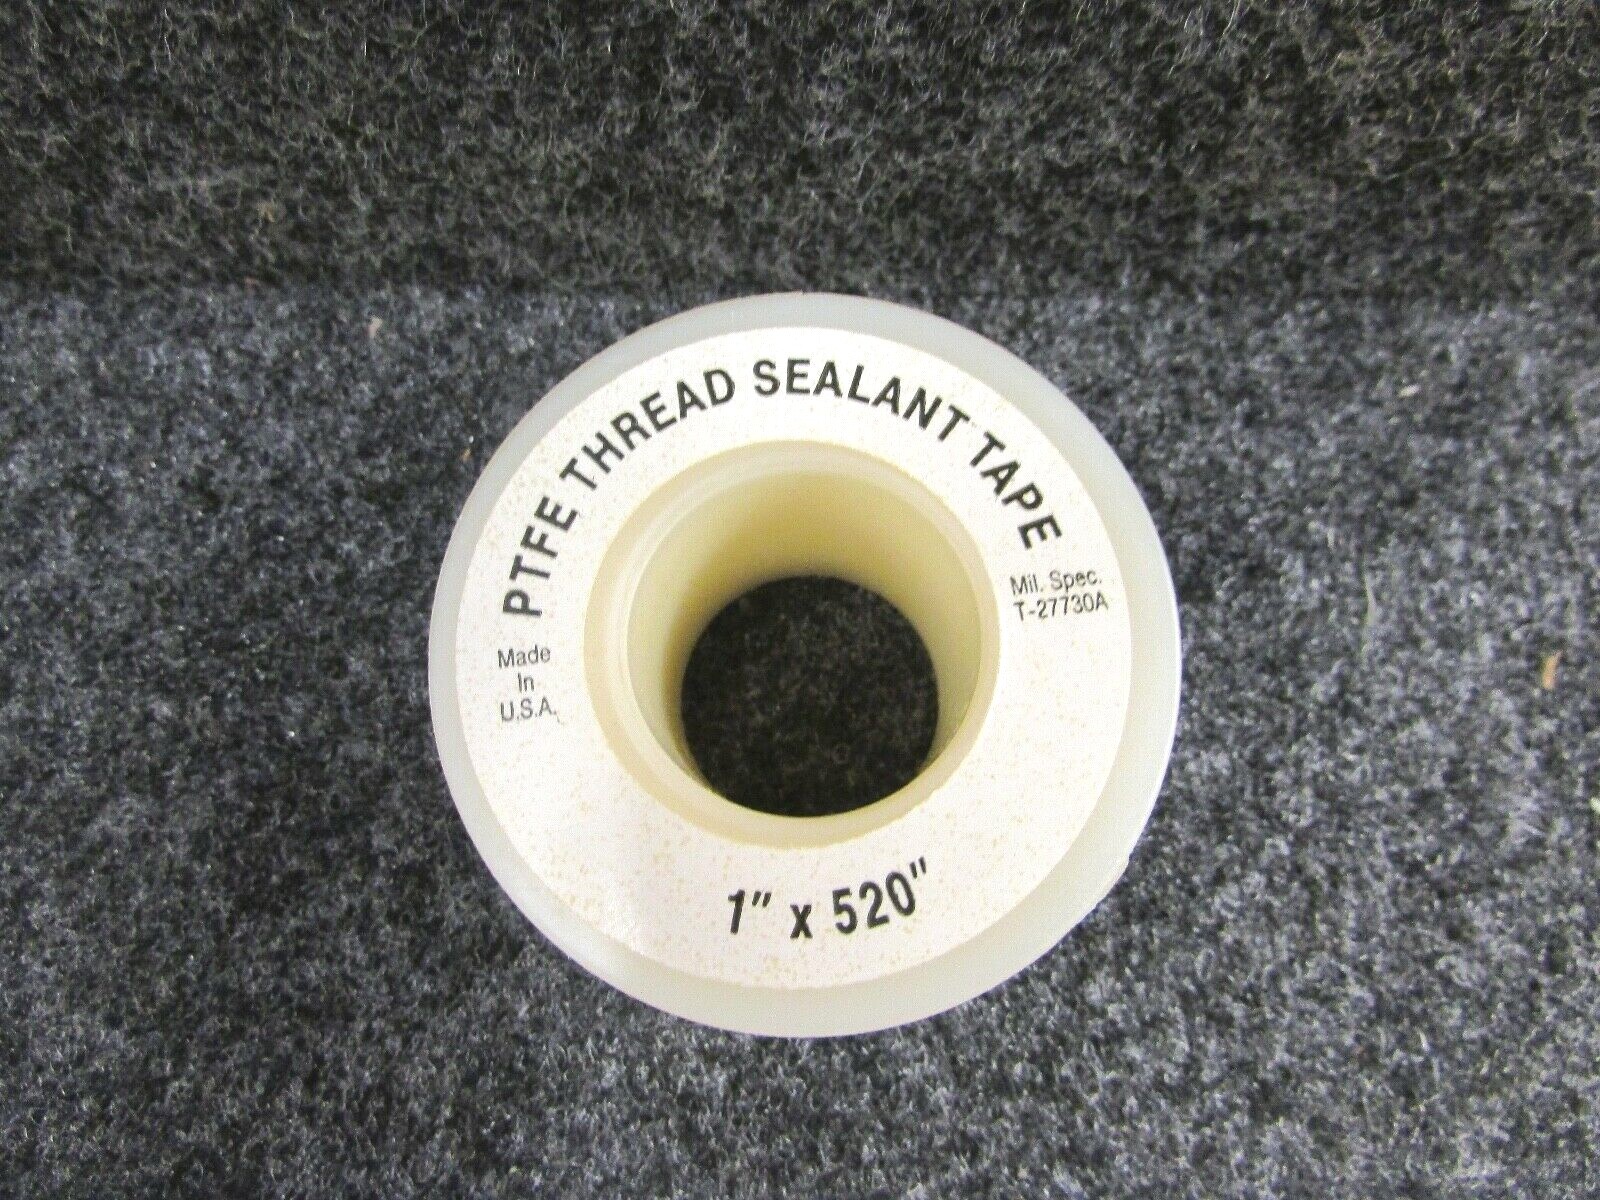 PTFE THREAD SEALANT TAPE
Mil. Spec.
T-27730A
Made
In
U.S.A.
1" x 520"